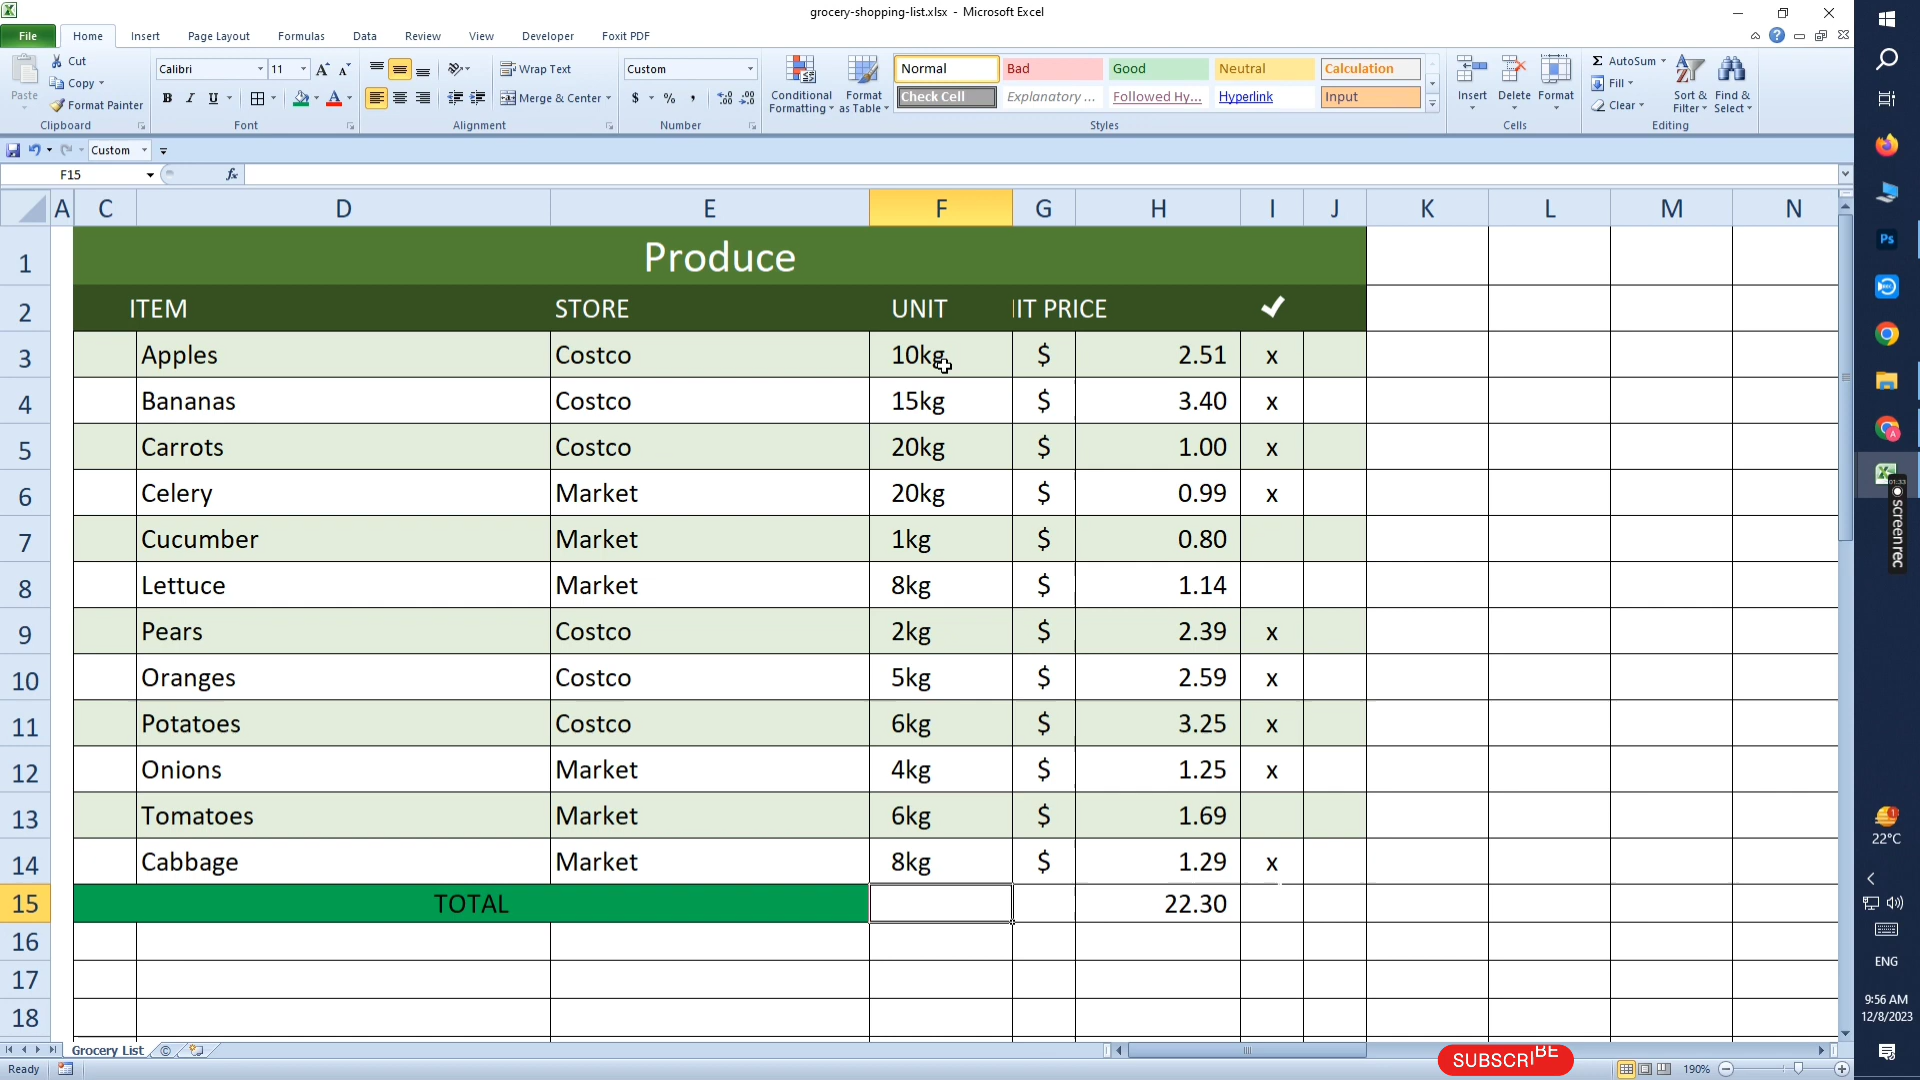 grocery-shopping-list.xlsx - Microsoft Excel
File Home Insert Page Layout Formulas Data Review View Developer Foxit PDF
Paste Cut Copy Format Painter Clipboard
Calibri 11 B I U Font
Wrap Text Merge & Center Alignment
Custom $ % , Number
Conditional Formatting Format as Table
Normal Bad Good Neutral Calculation
Check Cell Explanatory ... Followed Hy... Hyperlink Input
Styles
Insert Delete Format Cells
Σ AutoSum Fill Clear Sort & Filter Find & Select Editing
Custom
F15 fx
A C D E F G H I J K L M N
1 Produce
2 ITEM STORE UNIT IIT PRICE ✓
3 Apples Costco 10kg $ 2.51 x
4 Bananas Costco 15kg $ 3.40 x
5 Carrots Costco 20kg $ 1.00 x
6 Celery Market 20kg $ 0.99 x
7 Cucumber Market 1kg $ 0.80
8 Lettuce Market 8kg $ 1.14
9 Pears Costco 2kg $ 2.39 x
10 Oranges Costco 5kg $ 2.59 x
11 Potatoes Costco 6kg $ 3.25 x
12 Onions Market 4kg $ 1.25 x
13 Tomatoes Market 6kg $ 1.69
14 Cabbage Market 8kg $ 1.29 x
15 TOTAL 22.30
16
17
18
Grocery List
Ready
SUBSCRIBE
190%
Ps
01:33
screenrec
1
22°C
ENG
9:56 AM
12/8/2023